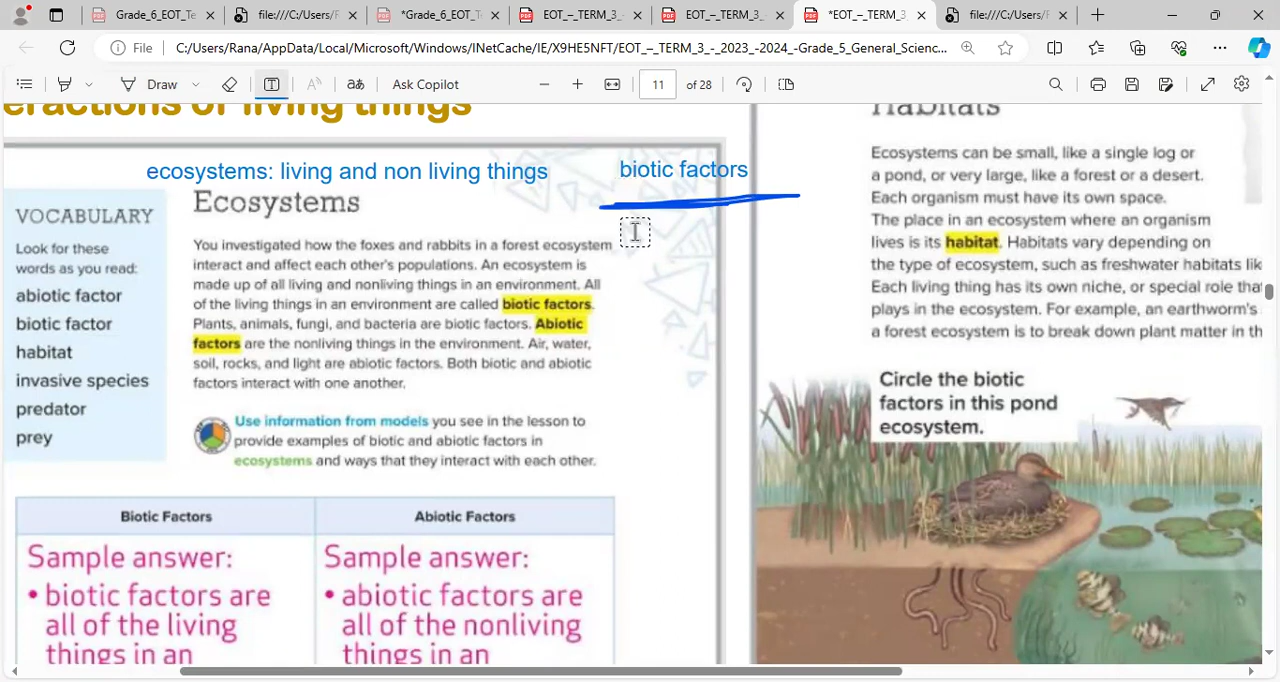 Grade_6_EOT_Te
file:///C:/Users/F
*Grade_6_EOT_T
EOT_–_TERM_3_
EOT_–_TERM_3_
*EOT_–_TERM_3_
file:///C:/Users/F
File
C:/Users/Rana/AppData/Local/Microsoft/Windows/INetCache/IE/X9HE5NFT/EOT_–_TERM_3_-_2023_-2024_-Grade_5_General_Scienc...
Draw
aあ
Ask Copilot
11
of 28
eractions of living things
ecosystems: living and non living things
biotic factors
VOCABULARY
Look for these
words as you read:
abiotic factor
biotic factor
habitat
invasive species
predator
prey
Ecosystems
You investigated how the foxes and rabbits in a forest ecosystem
interact and affect each other's populations. An ecosystem is
made up of all living and nonliving things in an environment. All
of the living things in an environment are called biotic factors.
Plants, animals, fungi, and bacteria are biotic factors. Abiotic
factors are the nonliving things in the environment. Air, water,
soil, rocks, and light are abiotic factors. Both biotic and abiotic
factors interact with one another.
Use information from models you see in the lesson to
provide examples of biotic and abiotic factors in
ecosystems and ways that they interact with each other.
Biotic Factors
Abiotic Factors
Sample answer:
• biotic factors are
all of the living
things in an
Sample answer:
• abiotic factors are
all of the nonliving
things in an
Habitats
Ecosystems can be small, like a single log or
a pond, or very large, like a forest or a desert.
Each organism must have its own space.
The place in an ecosystem where an organism
lives is its habitat. Habitats vary depending on
the type of ecosystem, such as freshwater habitats lik
Each living thing has its own niche, or special role tha
plays in the ecosystem. For example, an earthworm's
a forest ecosystem is to break down plant matter in th
Circle the biotic
factors in this pond
ecosystem.